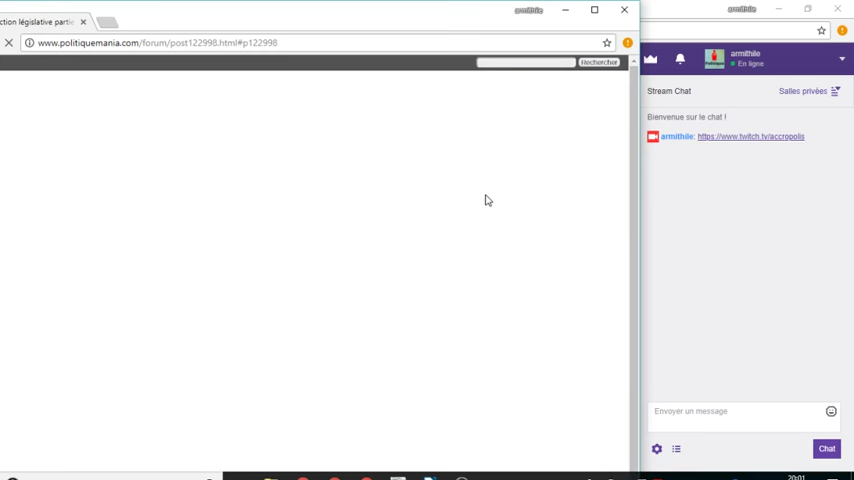 armithile
armithile
ction législative partie
www.politiquemania.com/forum/post122998.html#p122998
Rechercher
armithile
En ligne
Stream Chat
Salles privées
Bienvenue sur le chat !
armithile: https://www.twitch.tv/accropolis
Envoyer un message
Chat
20:01